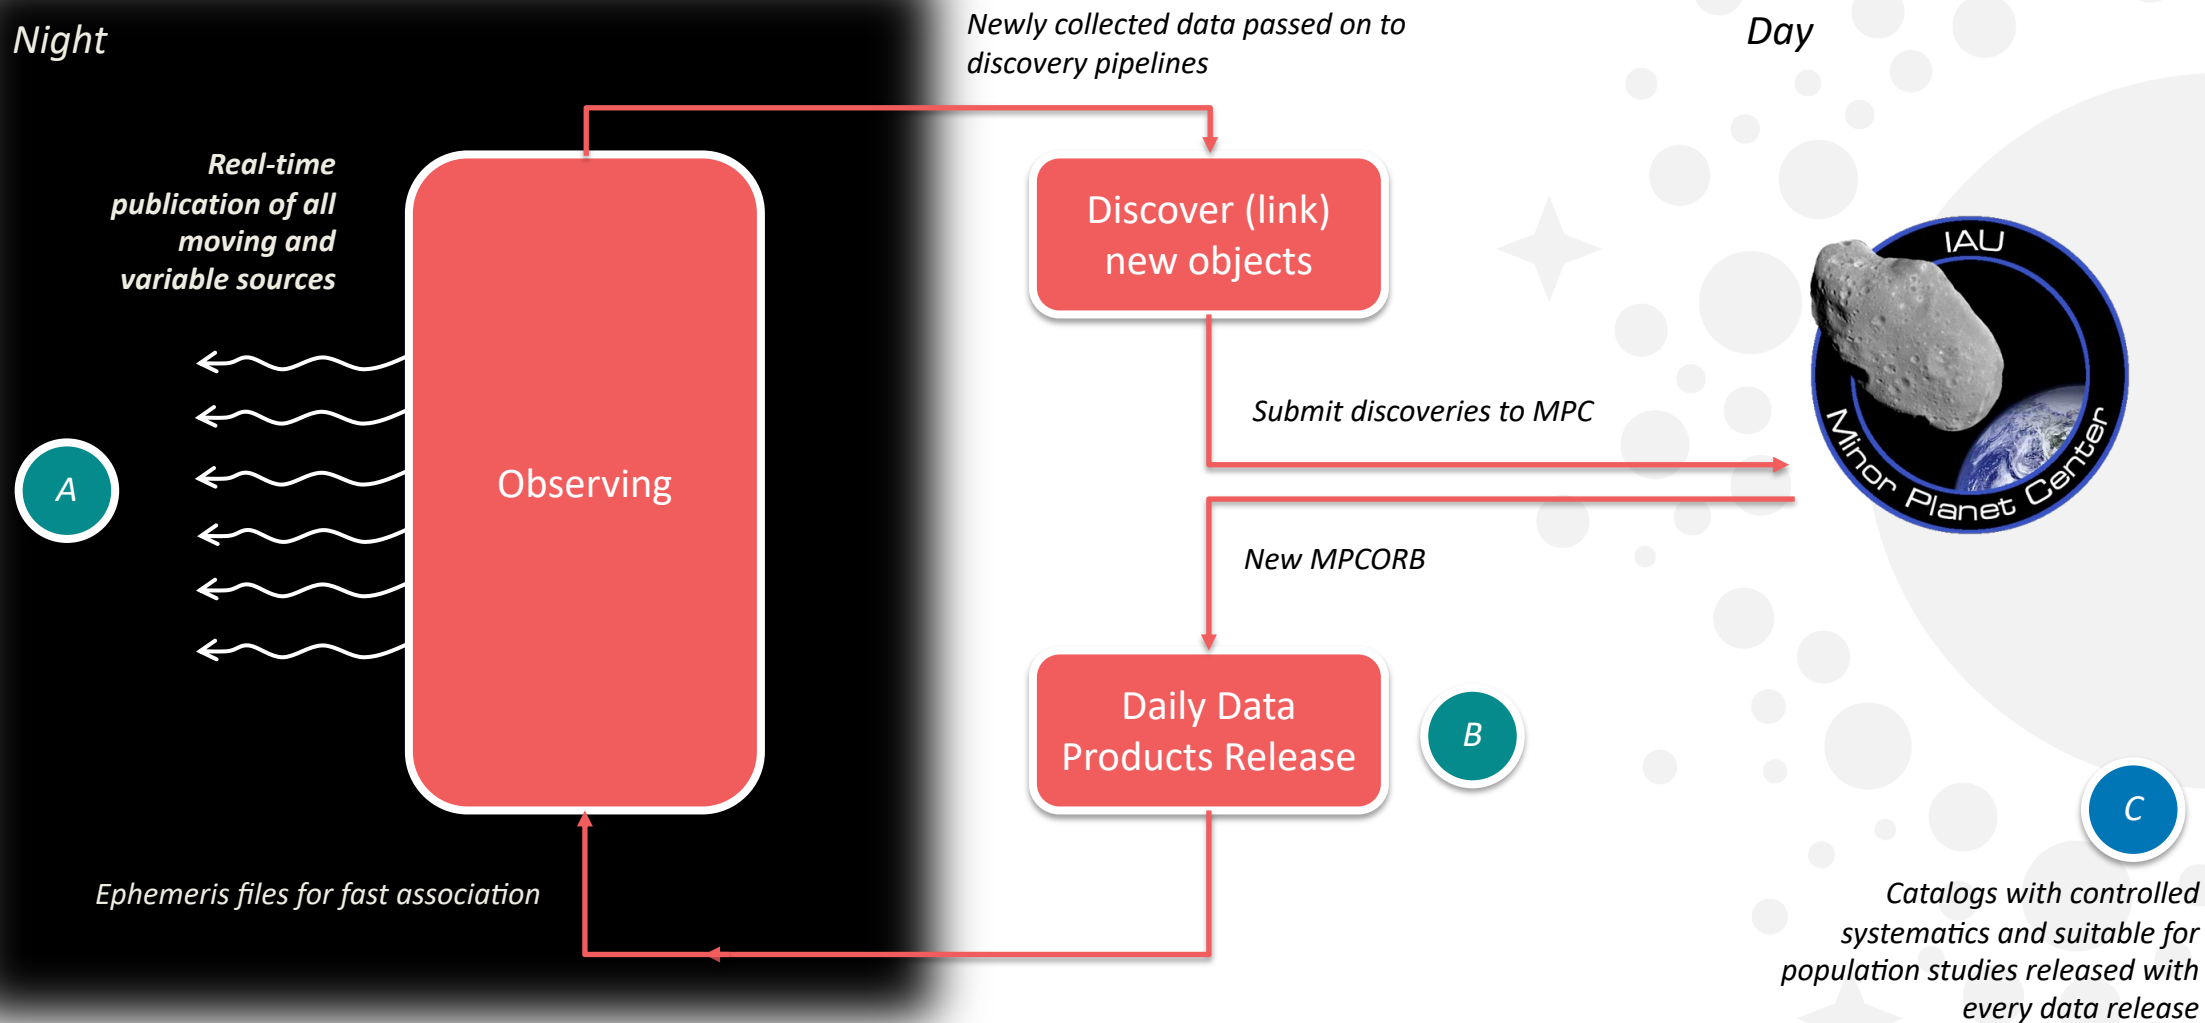 Night
Newly collected data passed on to
discovery pipelines
Day
Real-time
publication of all
moving and
variable sources
Discover (link)
new objects
IAU
Minor Planet Center
Submit discoveries to MPC
A
Observing
New MPCORB
Daily Data
Products Release
B
C
Ephemeris files for fast association
Catalogs with controlled
systematics and suitable for
population studies released with
every data release